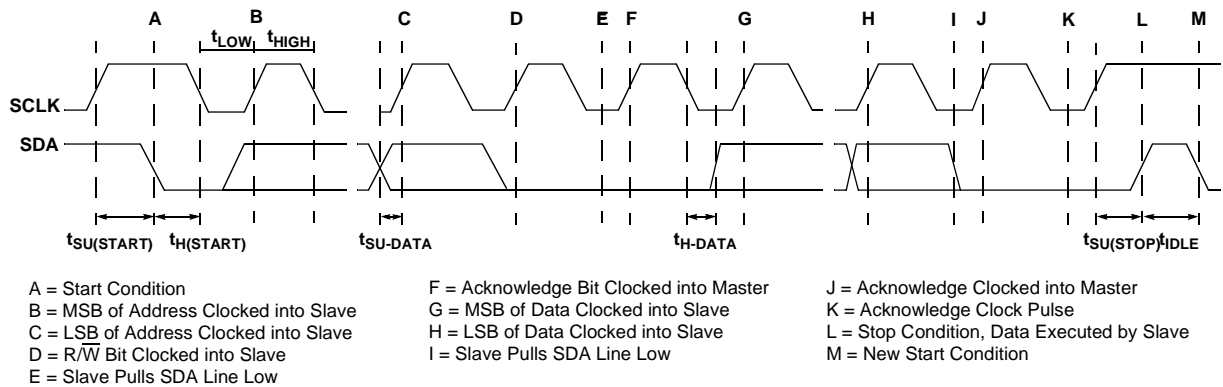 A B C D E F G H I J K L M
tLOW tHIGH
SCLK
SDA
tSU(START) tH(START) tSU-DATA tH-DATA tSU(STOP) tIDLE
A = Start Condition
B = MSB of Address Clocked into Slave
C = LSB of Address Clocked into Slave
D = R/W̅ Bit Clocked into Slave
E = Slave Pulls SDA Line Low
F = Acknowledge Bit Clocked into Master
G = MSB of Data Clocked into Slave
H = LSB of Data Clocked into Slave
I = Slave Pulls SDA Line Low
J = Acknowledge Clocked into Master
K = Acknowledge Clock Pulse
L = Stop Condition, Data Executed by Slave
M = New Start Condition